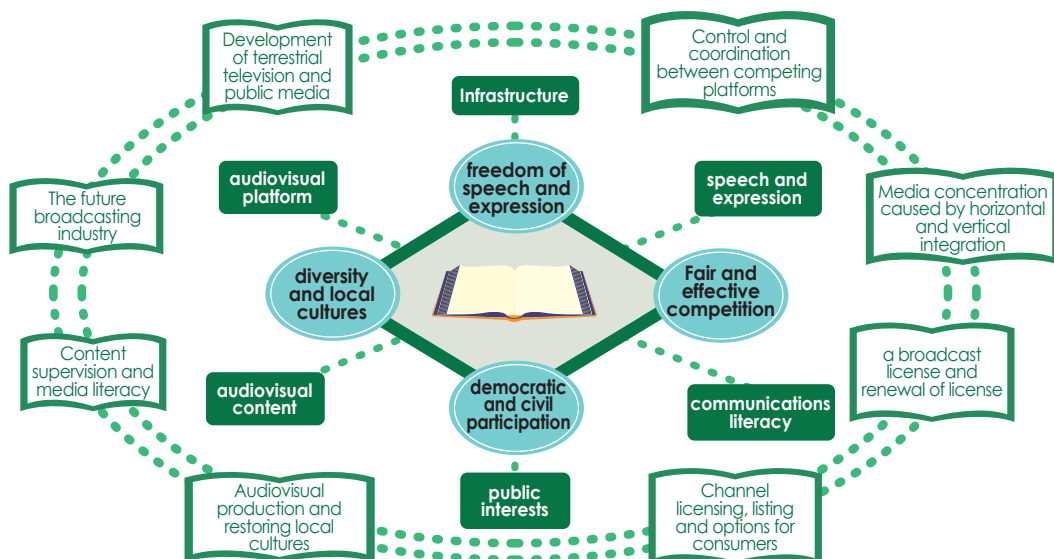 Development
of terrestrial
television and
public media
Control and
coordination
between competing
platforms
Infrastructure
freedom of
speech and
expression
audiovisual
platform
speech and
expression
The future
broadcasting
industry
Media concentration
caused by horizontal
and vertical
integration
diversity
and local
cultures
Fair and
effective
competition
Content
supervision and
media literacy
a broadcast
license and
renewal of license
audiovisual
content
democratic
and civil
participation
communications
literacy
Audiovisual
production and
restoring local
cultures
public
interests
Channel
licensing, listing
and options for
consumers